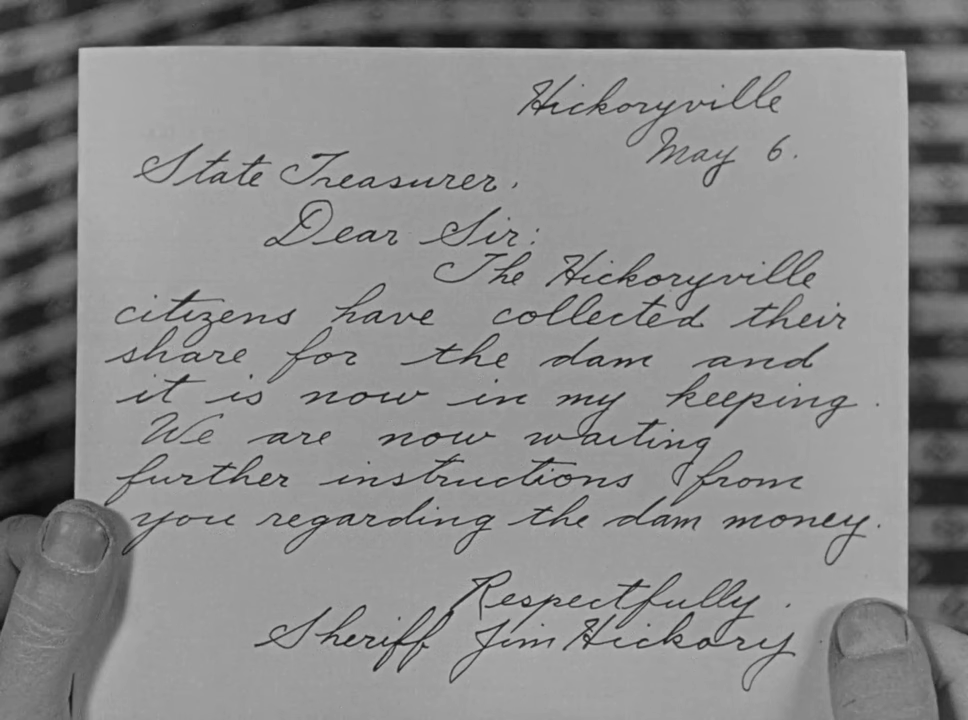 Hickoryville
May 6.
State Treasurer.
Dear Sir:
The Hickoryville
citizens have collected their
share for the dam and
it is now in my keeping.
We are now waiting
further instructions from
you regarding the dam money.
Respectfully.
Sheriff Jim Hickory